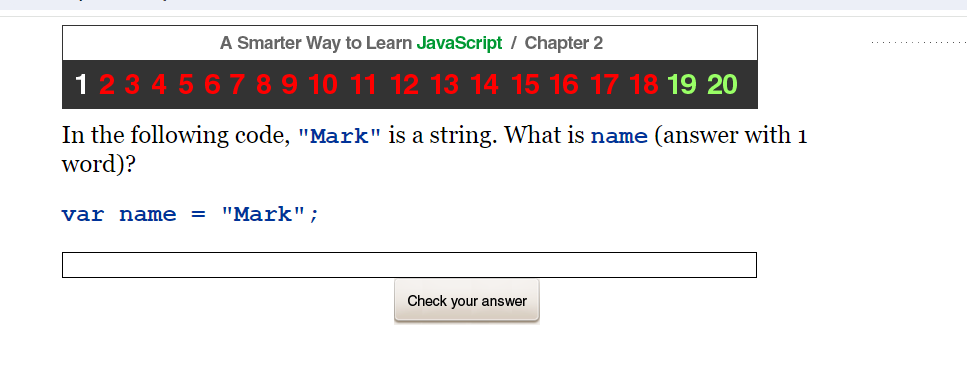 A Smarter Way to Learn JavaScript / Chapter 2
1 2 3 4 5 6 7 8 9 10 11 12 13 14 15 16 17 18 19 20
In the following code, "Mark" is a string. What is name (answer with 1
word)?
var name = "Mark";
Check your answer